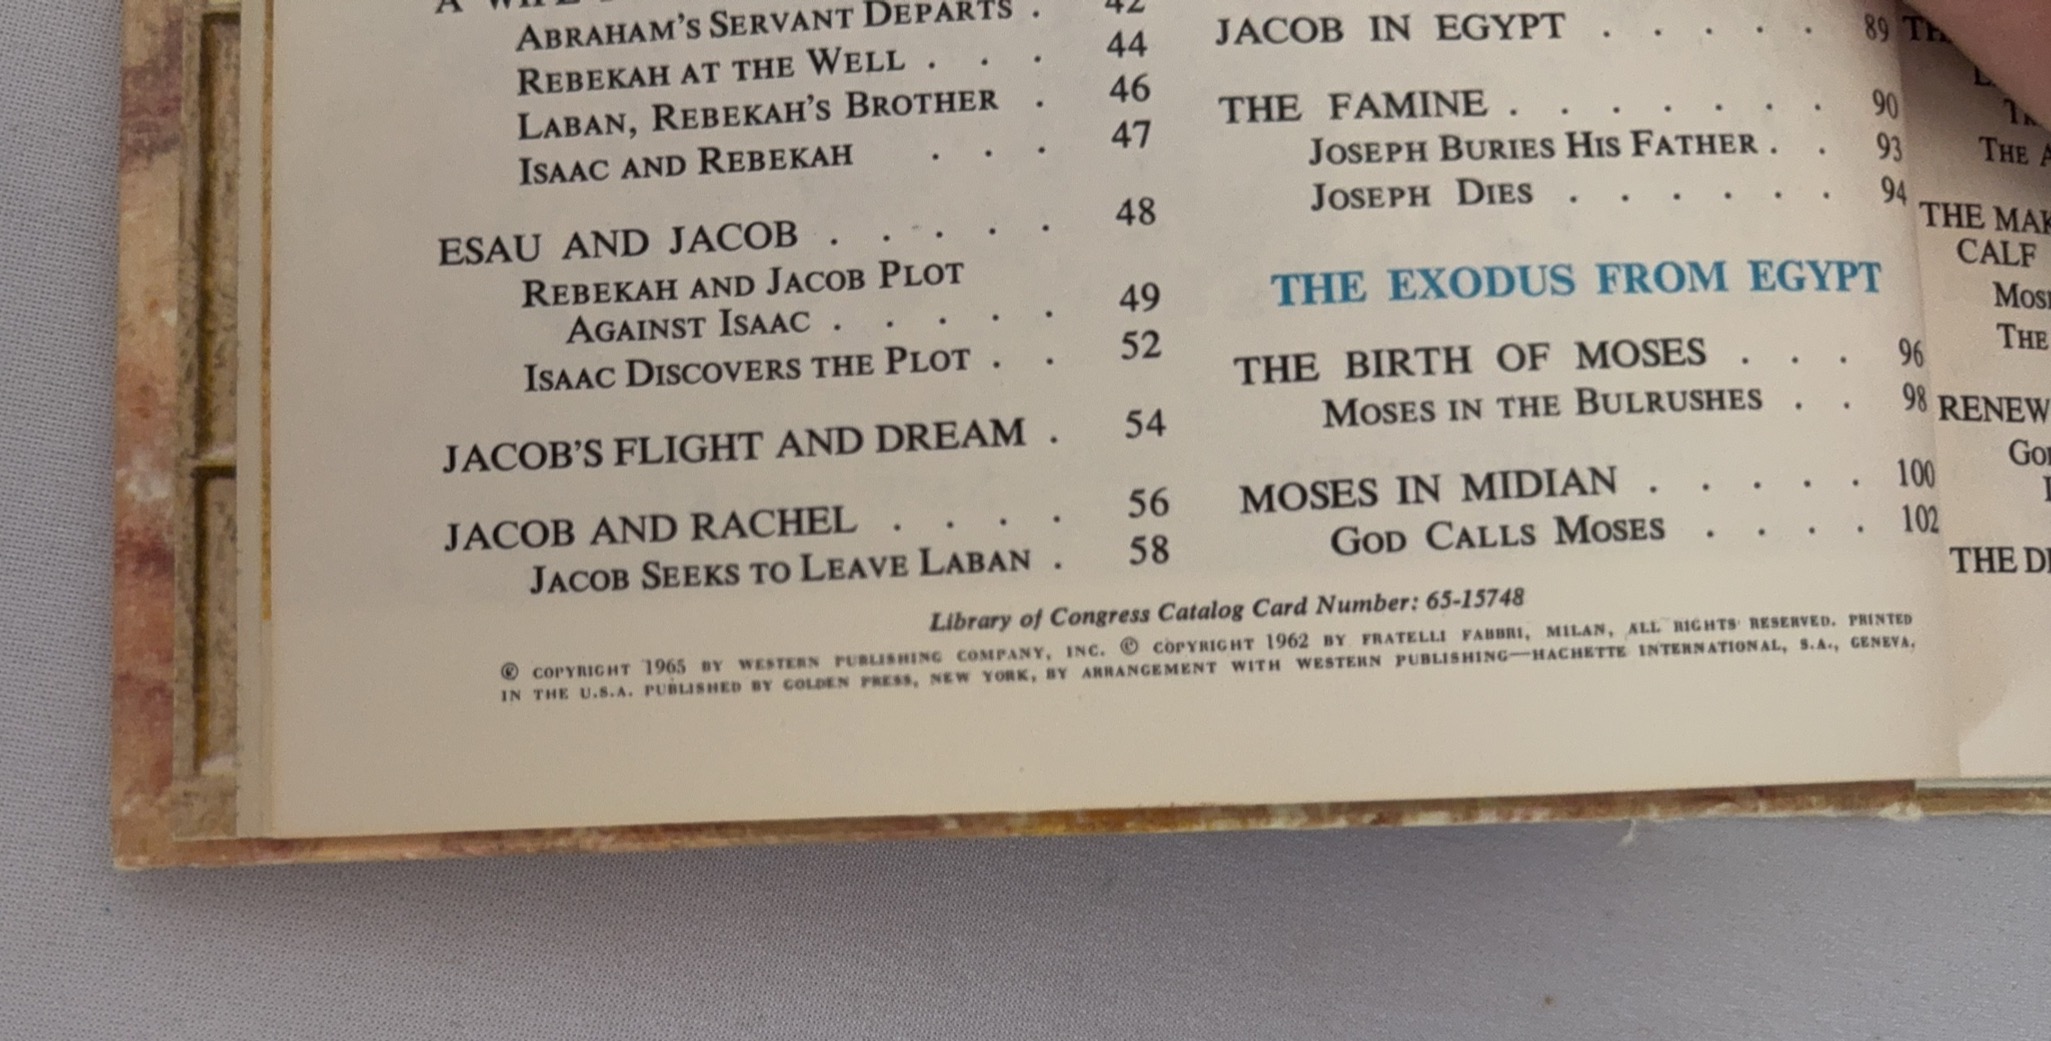 ABRAHAM'S SERVANT DEPARTS . 42
REBEKAH AT THE WELL . . . 44
LABAN, REBEKAH'S BROTHER . 46
ISAAC AND REBEKAH . . . 47
ESAU AND JACOB . . . . . 48
REBEKAH AND JACOB PLOT
AGAINST ISAAC . . . . . 49
ISAAC DISCOVERS THE PLOT . . 52
JACOB'S FLIGHT AND DREAM . 54
JACOB AND RACHEL . . . . 56
JACOB SEEKS TO LEAVE LABAN . 58
JACOB IN EGYPT . . . . . 89
THE FAMINE . . . . . . . 90
JOSEPH BURIES HIS FATHER . . 93
JOSEPH DIES . . . . . . 94
THE EXODUS FROM EGYPT
THE BIRTH OF MOSES . . . 96
MOSES IN THE BULRUSHES . . 98
MOSES IN MIDIAN . . . . . 100
GOD CALLS MOSES . . . . 102
Library of Congress Catalog Card Number: 65-15748
© COPYRIGHT 1965 BY WESTERN PUBLISHING COMPANY, INC. © COPYRIGHT 1962 BY FRATELLI FABBRI, MILAN, ALL RIGHTS RESERVED. PRINTED
IN THE U.S.A. PUBLISHED BY GOLDEN PRESS, NEW YORK, BY ARRANGEMENT WITH WESTERN PUBLISHING—HACHETTE INTERNATIONAL, S.A., GENEVA.
THE
THE
CALF
THE
THE